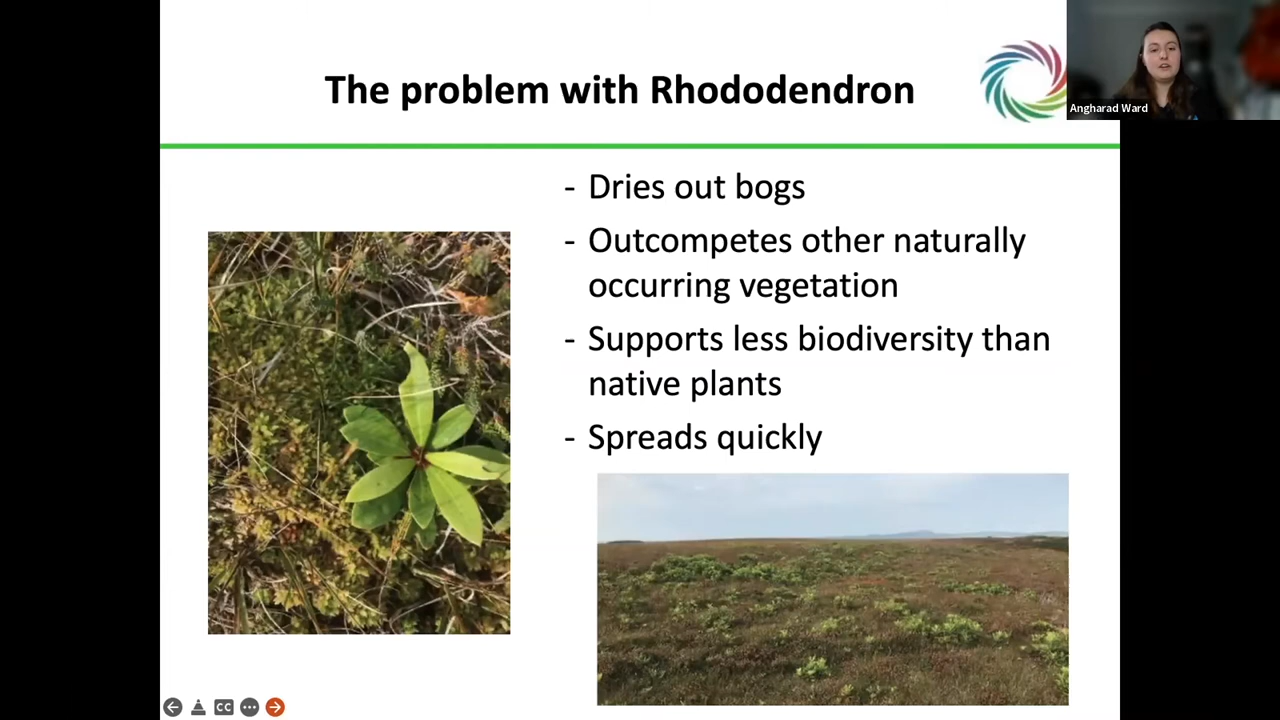 The problem with Rhododendron
Angharad Ward
- Dries out bogs
- Outcompetes other naturally
occurring vegetation
- Supports less biodiversity than
native plants
- Spreads quickly
CC